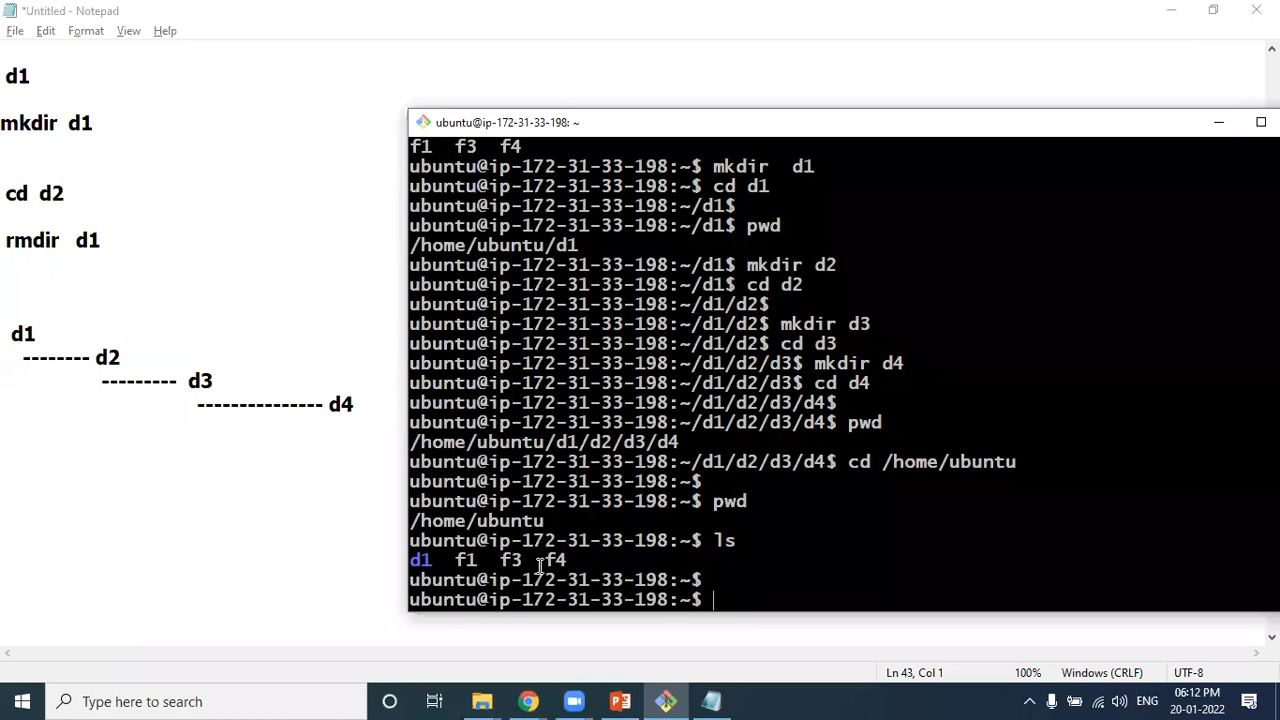 *Untitled - Notepad
File Edit Format View Help
d1
mkdir d1
cd d2
rmdir d1
d1
-------- d2
--------- d3
--------------- d4
ubuntu@ip-172-31-33-198: ~
f1 f3 f4
ubuntu@ip-172-31-33-198:~$ mkdir  d1
ubuntu@ip-172-31-33-198:~$ cd d1
ubuntu@ip-172-31-33-198:~/d1$
ubuntu@ip-172-31-33-198:~/d1$ pwd
/home/ubuntu/d1
ubuntu@ip-172-31-33-198:~/d1$ mkdir d2
ubuntu@ip-172-31-33-198:~/d1$ cd d2
ubuntu@ip-172-31-33-198:~/d1/d2$
ubuntu@ip-172-31-33-198:~/d1/d2$ mkdir d3
ubuntu@ip-172-31-33-198:~/d1/d2$ cd d3
ubuntu@ip-172-31-33-198:~/d1/d2/d3$ mkdir d4
ubuntu@ip-172-31-33-198:~/d1/d2/d3$ cd d4
ubuntu@ip-172-31-33-198:~/d1/d2/d3/d4$
ubuntu@ip-172-31-33-198:~/d1/d2/d3/d4$ pwd
/home/ubuntu/d1/d2/d3/d4
ubuntu@ip-172-31-33-198:~/d1/d2/d3/d4$ cd /home/ubuntu
ubuntu@ip-172-31-33-198:~$
ubuntu@ip-172-31-33-198:~$ pwd
/home/ubuntu
ubuntu@ip-172-31-33-198:~$ ls
d1 f1 f3 f4
ubuntu@ip-172-31-33-198:~$
ubuntu@ip-172-31-33-198:~$
Ln 43, Col 1 100% Windows (CRLF) UTF-8
Type here to search
ENG
06:12 PM
20-01-2022